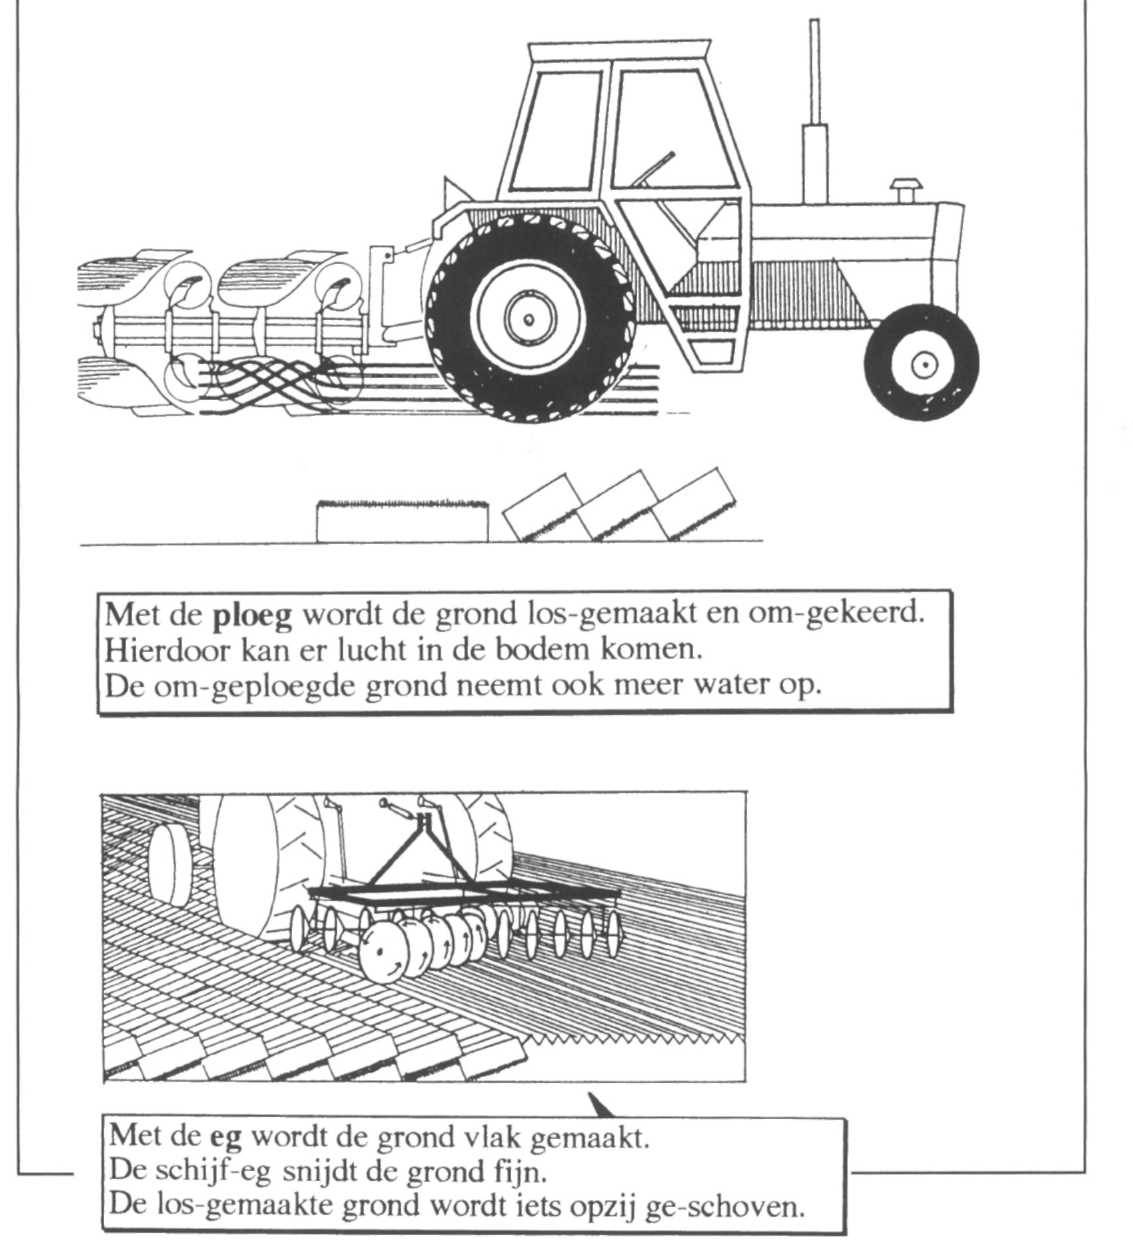 Met de ploeg wordt de grond los-gemaakt en om-gekeerd.
Hierdoor kan er lucht in de bodem komen.
De om-geploegde grond neemt ook meer water op.
Met de eg wordt de grond vlak gemaakt.
De schijf-eg snijdt de grond fijn.
De los-gemaakte grond wordt iets opzij ge-schoven.